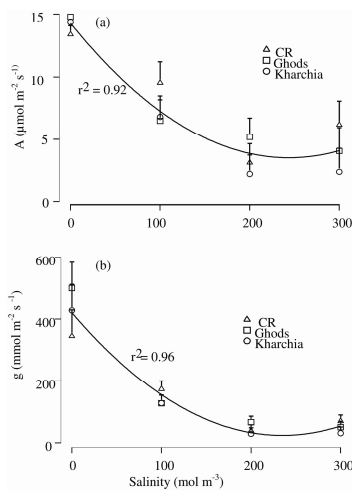 (a)
15
10
5
0
A (μmol m-2 s-1)
r2 = 0.92
CR
Ghods
Kharchia
0 100 200 300
(b)
600
400
200
0
g (mmol m-2 s-1)
r2= 0.96
CR
Ghods
Kharchia
0 100 200 300
Salinity (mol m-3)